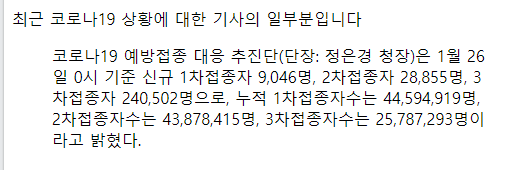 최근 코로나19 상황에 대한 기사의 일부분입니다
코로나19 예방접종 대응 추진단(단장: 정은경 청장)은 1월 26
일 0시 기준 신규 1차접종자 9,046명, 2차접종자 28,855명, 3
차접종자 240,502명으로, 누적 1차접종자수는 44,594,919명,
2차접종자수는 43,878,415명, 3차접종자수는 25,787,293명이
라고 밝혔다.